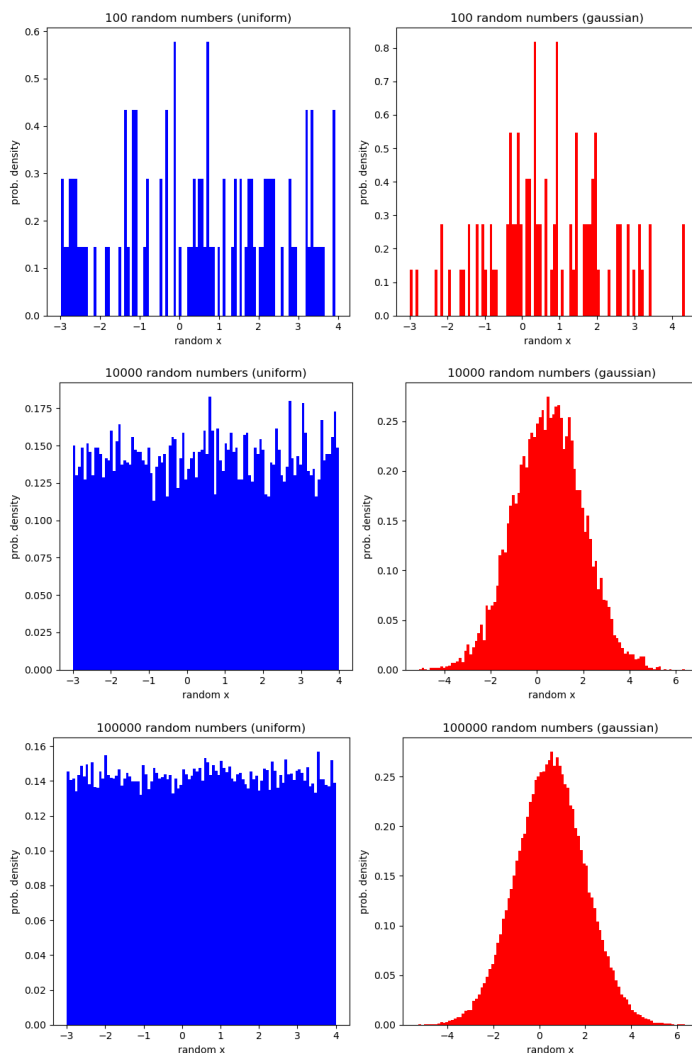 100 random numbers (uniform)
prob. density
0.6
0.5
0.4
0.3
0.2
0.1
0.0
−3 −2 −1 0 1 2 3 4
random x
100 random numbers (gaussian)
prob. density
0.8
0.7
0.6
0.5
0.4
0.3
0.2
0.1
0.0
−3 −2 −1 0 1 2 3 4
random x
10000 random numbers (uniform)
prob. density
0.175
0.150
0.125
0.100
0.075
0.050
0.025
0.000
−3 −2 −1 0 1 2 3 4
random x
10000 random numbers (gaussian)
prob. density
0.25
0.20
0.15
0.10
0.05
0.00
−4 −2 0 2 4 6
random x
100000 random numbers (uniform)
prob. density
0.16
0.14
0.12
0.10
0.08
0.06
0.04
0.02
0.00
−3 −2 −1 0 1 2 3 4
random x
100000 random numbers (gaussian)
prob. density
0.25
0.20
0.15
0.10
0.05
0.00
−4 −2 0 2 4 6
random x